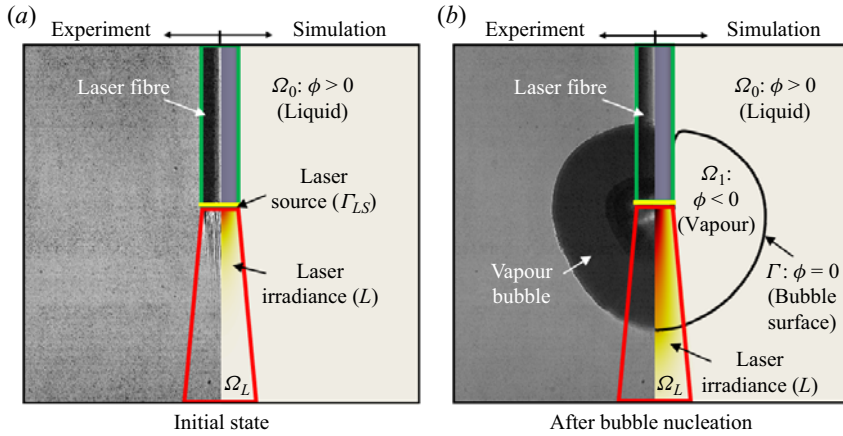 (a)
Experiment
Simulation
Laser fibre
Ω0: ϕ > 0
(Liquid)
Laser
source (ΓLS)
Laser
irradiance (L)
ΩL
Initial state
(b)
Experiment
Simulation
Laser fibre
Ω0: ϕ > 0
(Liquid)
Ω1:
ϕ < 0
(Vapour)
Vapour
bubble
Γ: ϕ = 0
(Bubble
surface)
Laser
irradiance (L)
ΩL
After bubble nucleation